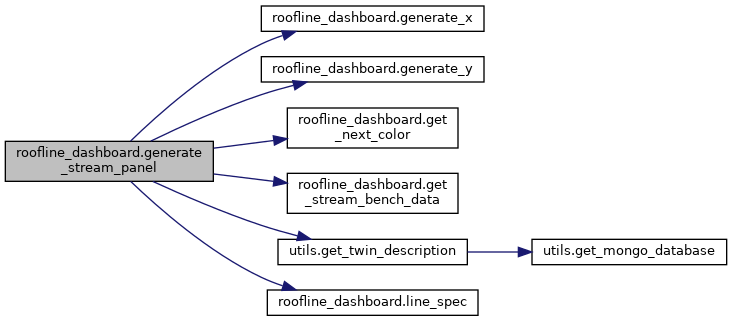 roofline_dashboard.generate_x
roofline_dashboard.generate_y
roofline_dashboard.get
_next_color
roofline_dashboard.generate
_stream_panel
roofline_dashboard.get
_stream_bench_data
utils.get_twin_description
utils.get_mongo_database
roofline_dashboard.line_spec